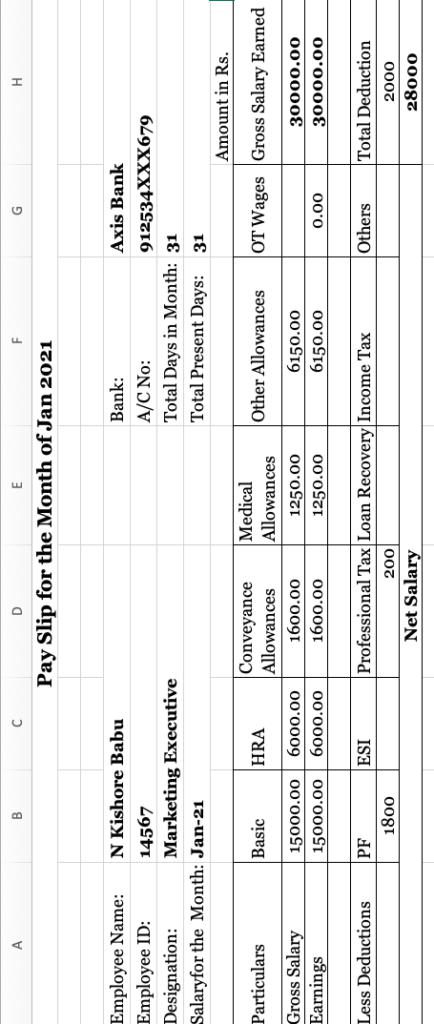 A B C D E F G H
Pay Slip for the Month of Jan 2021
Employee Name: N Kishore Babu Bank: Axis Bank
Employee ID: 14567 A/C No: 912534XXX679
Designation: Marketing Executive Total Days in Month: 31
Salaryfor the Month: Jan-21 Total Present Days: 31
Amount in Rs.
Particulars Basic HRA Conveyance Allowances Medical Allowances Other Allowances OT Wages Gross Salary Earned
Gross Salary 15000.00 6000.00 1600.00 1250.00 6150.00 30000.00
Earnings 15000.00 6000.00 1600.00 1250.00 6150.00 0.00 30000.00
Less Deductions PF ESI Professional Tax Loan Recovery Income Tax Others Total Deduction
1800 200 2000
Net Salary 28000